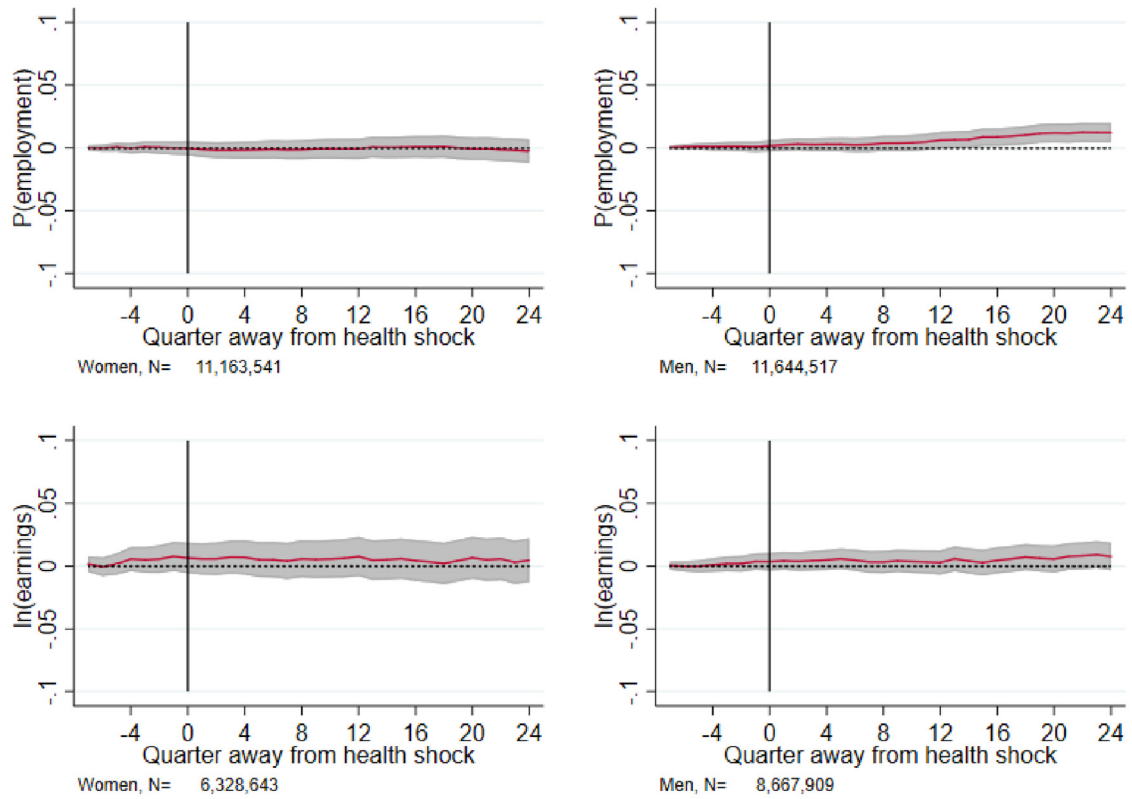 P(employment)
.1
.05
0
-.05
-.1
-4 0 4 8 12 16 20 24
Quarter away from health shock
Women, N= 11,163,541
P(employment)
.1
.05
0
-.05
-.1
-4 0 4 8 12 16 20 24
Quarter away from health shock
Men, N= 11,644,517
ln(earnings)
.1
.05
0
-.05
-.1
-4 0 4 8 12 16 20 24
Quarter away from health shock
Women, N= 6,328,643
ln(earnings)
.1
.05
0
-.05
-.1
-4 0 4 8 12 16 20 24
Quarter away from health shock
Men, N= 8,667,909